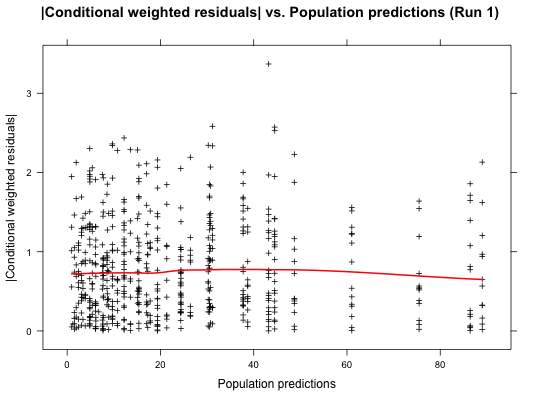 |Conditional weighted residuals| vs. Population predictions (Run 1)
|Conditional weighted residuals|
3
2
1
0
0 20 40 60 80
Population predictions